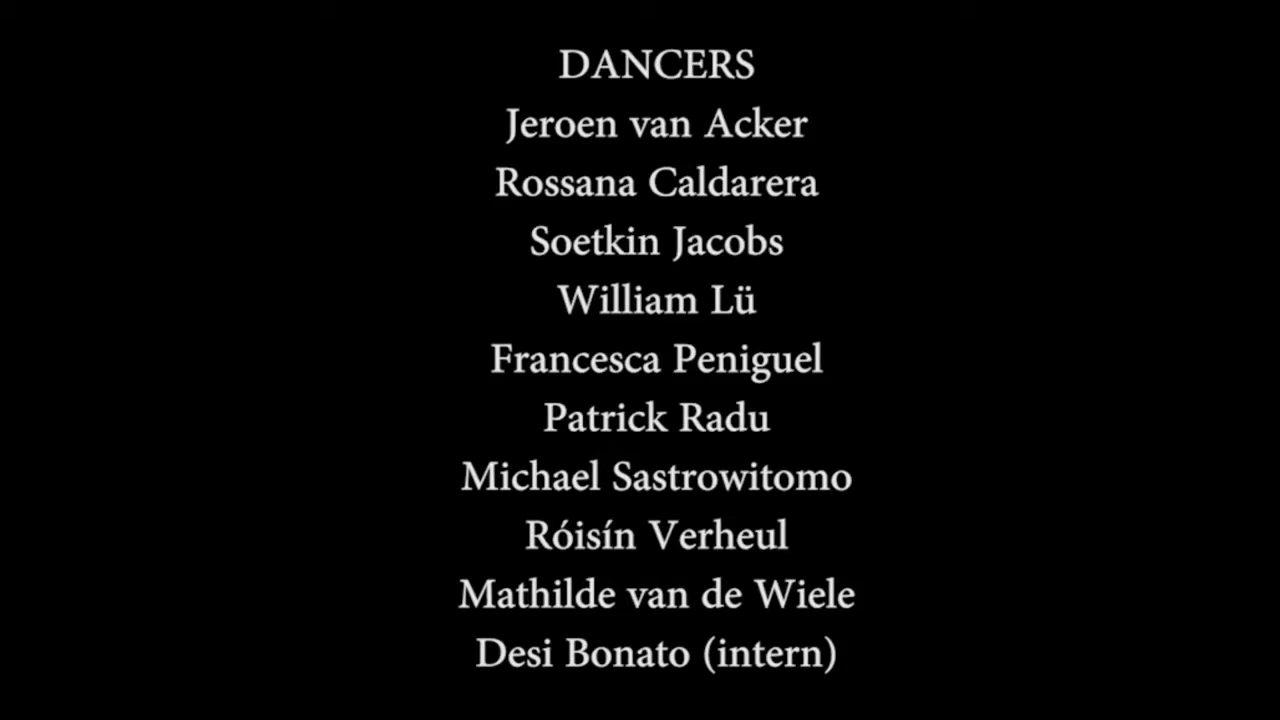 DANCERS
Jeroen van Acker
Rossana Caldarera
Soetkin Jacobs
William Lü
Francesca Peniguel
Patrick Radu
Michael Sastrowitomo
Róisín Verheul
Mathilde van de Wiele
Desi Bonato (intern)